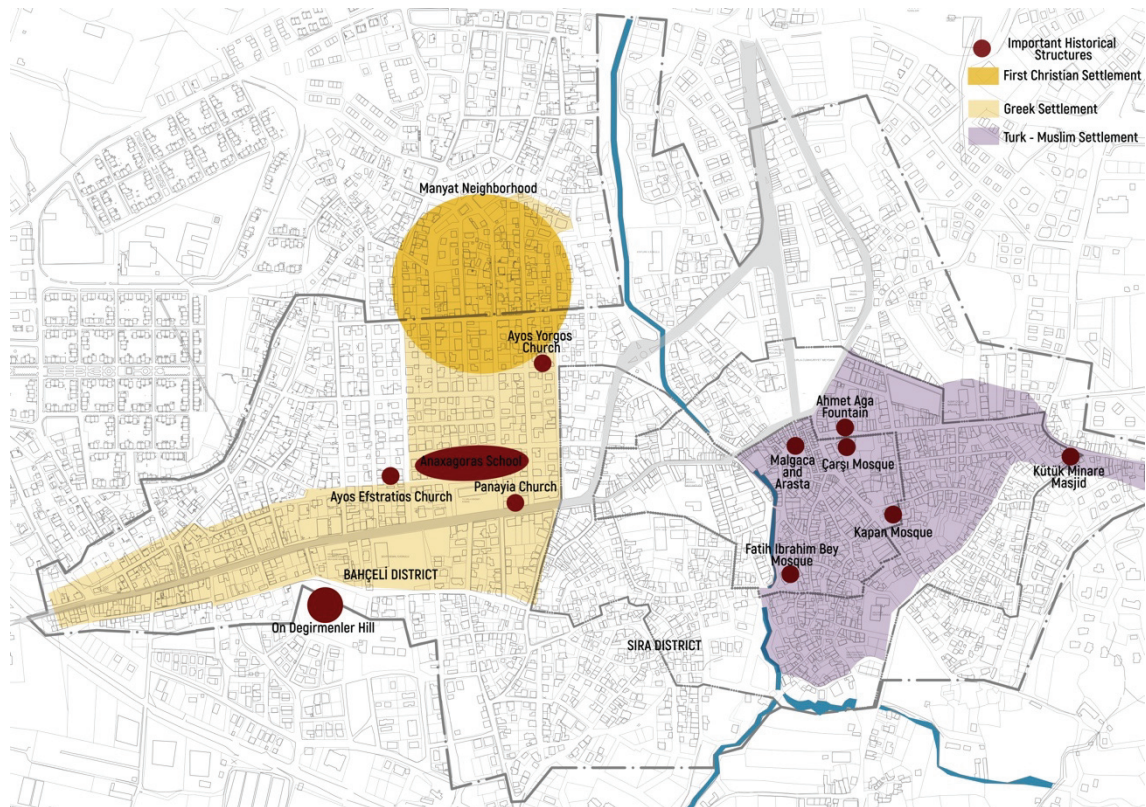 Important Historical
Structures
First Christian Settlement
Greek Settlement
Turk - Muslim Settlement
Manyat Neighborhood
Ayos Yorgos
Church
Ahmet Aga
Fountain
Anaxagoras School
Malgaca
and
Arasta
Çarşı Mosque
Kütük Minare
Masjid
Ayos Efstratios Church
Panayia Church
Kapan Mosque
Fatih Ibrahim Bey
Mosque
BAHÇELİ DISTRICT
On Degirmenler Hill
SIRA DISTRICT